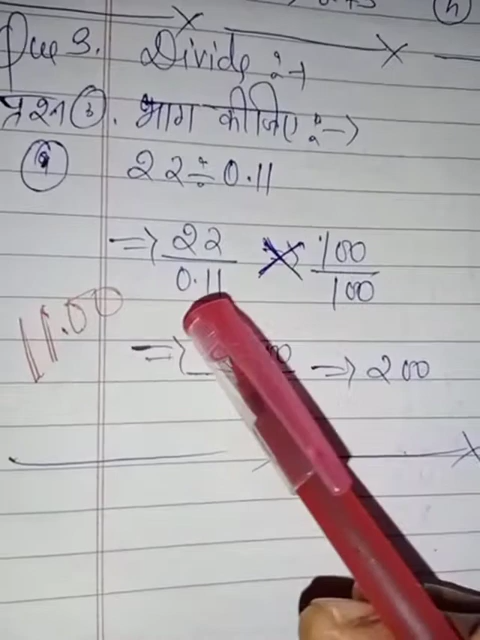 Que 3. Divide :→
प्रश्न ③. भाग कीजिए :→
22 ÷ 0.11
⇒ 22/0.11 × 100/100
11.00
⇒ 200